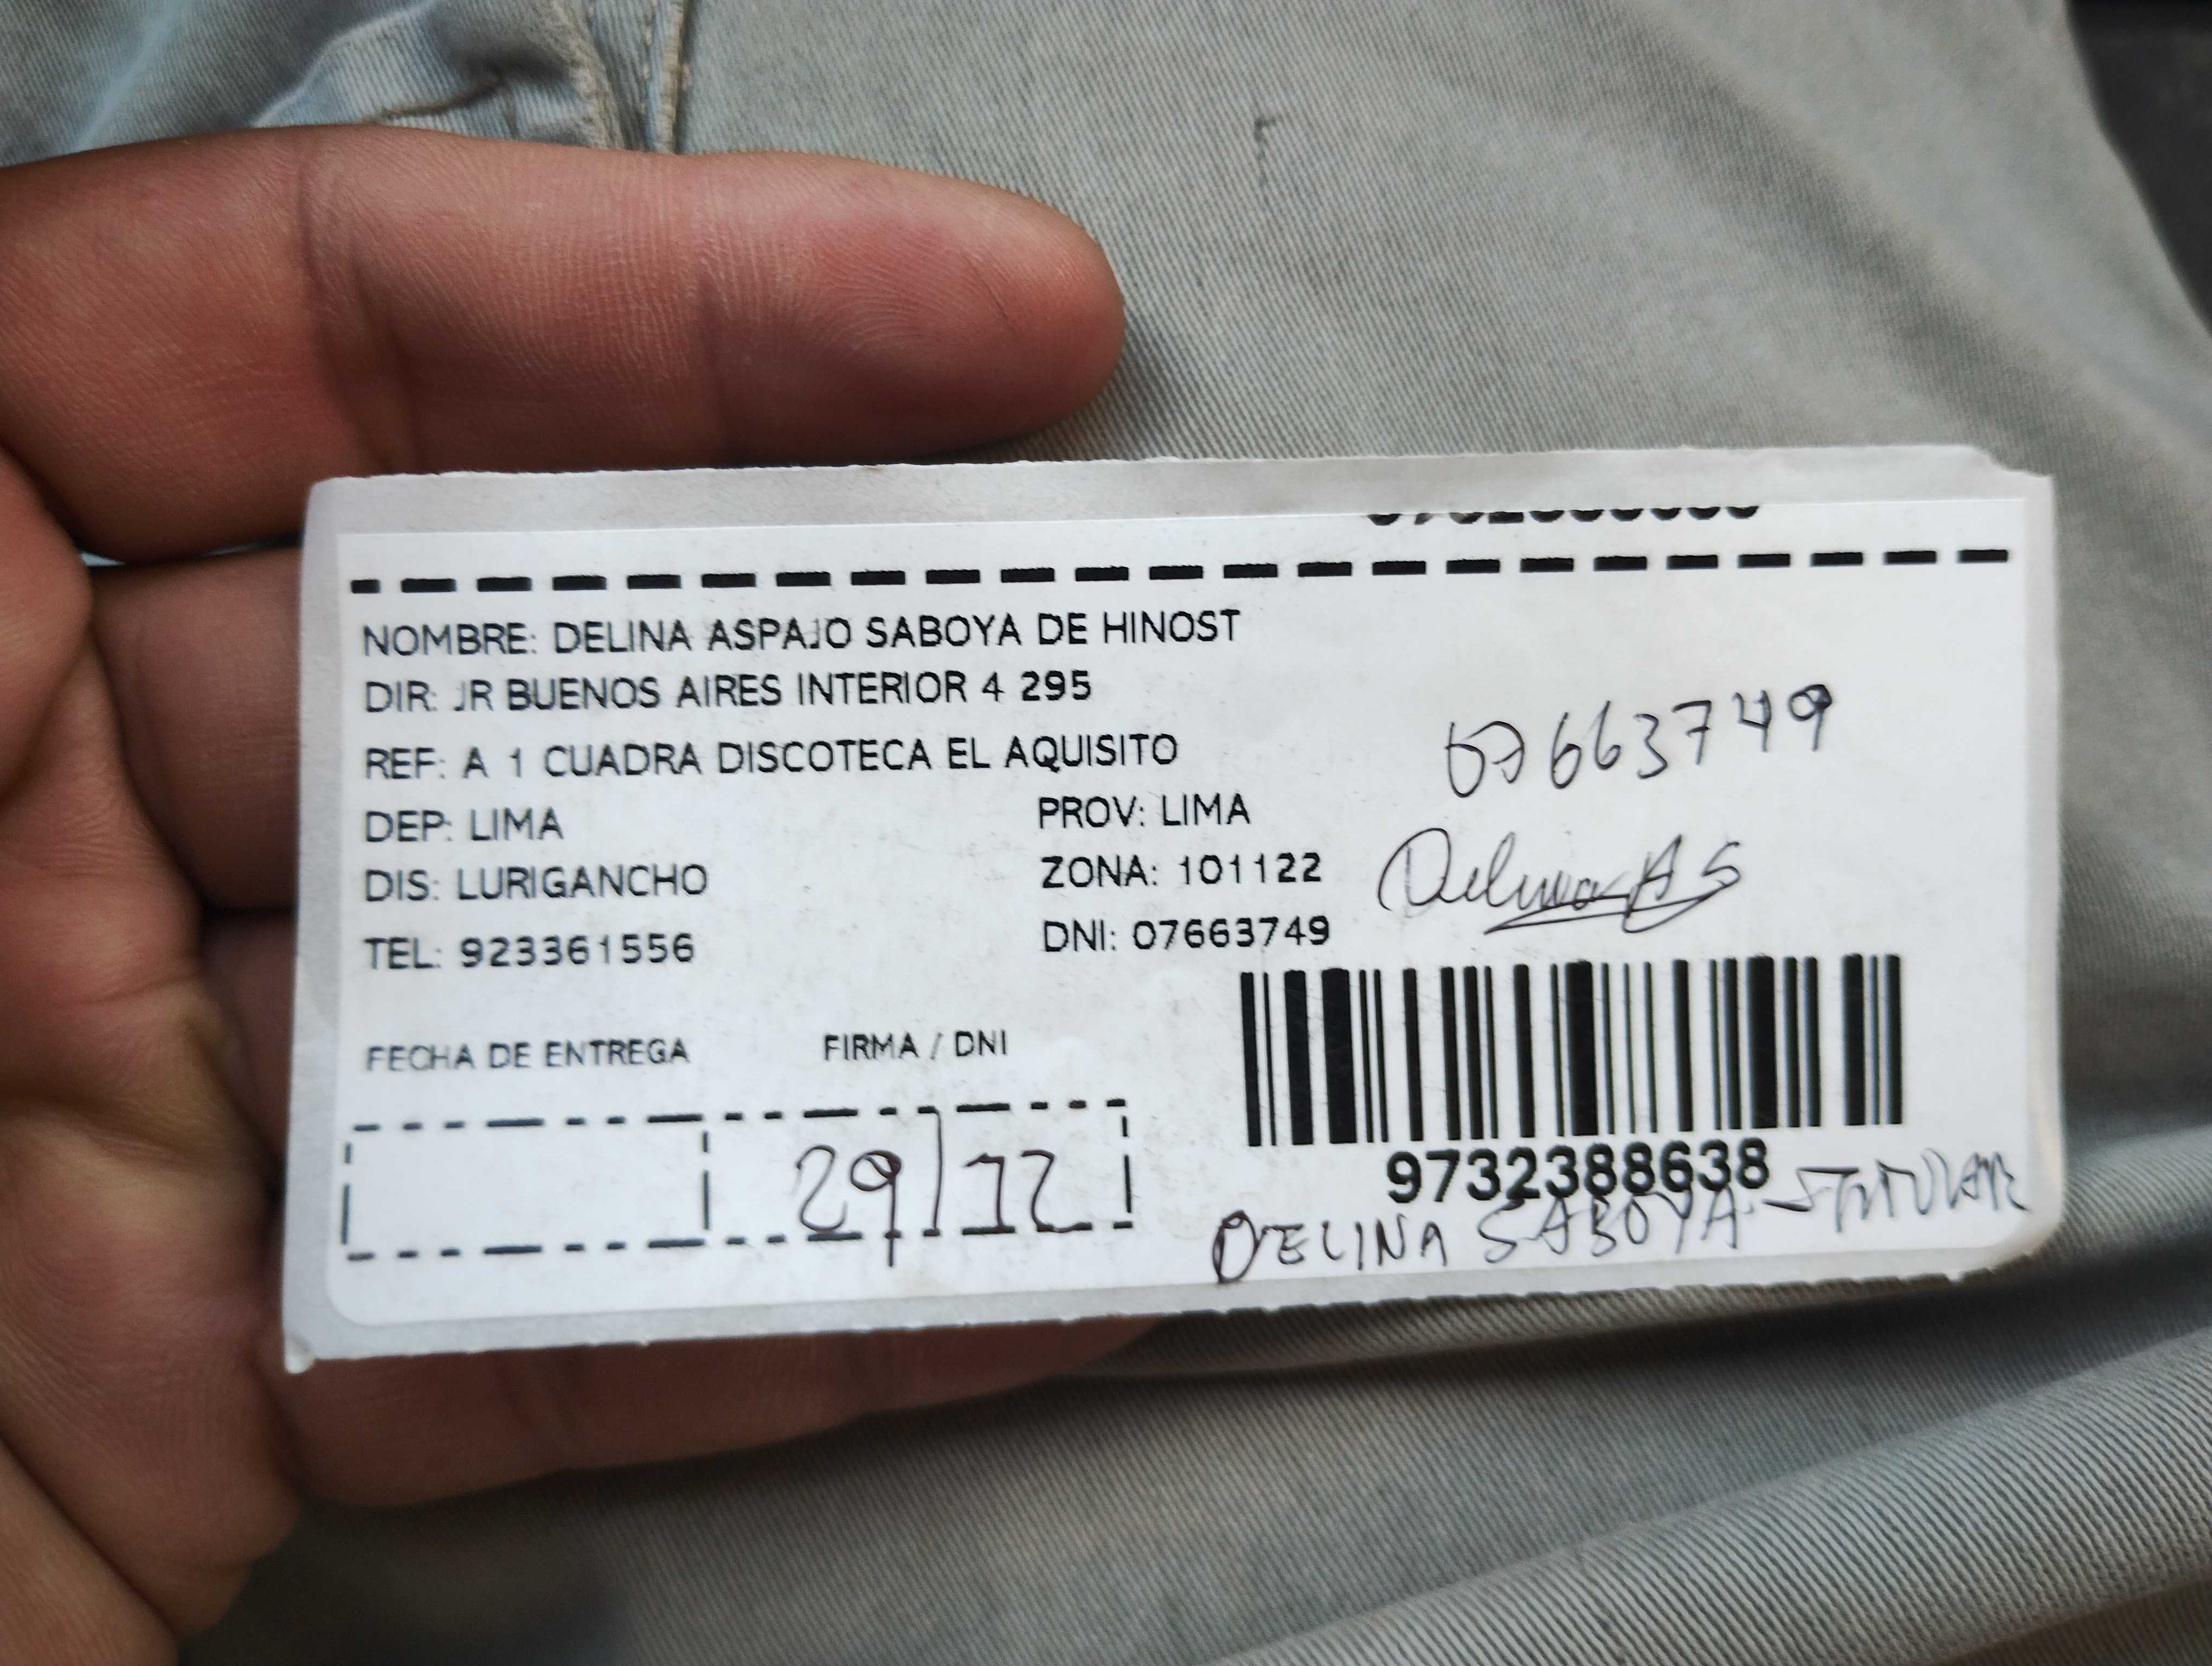 NOMBRE: DELINA ASPAJO SABOYA DE HINOST
DIR: JR BUENOS AIRES INTERIOR 4 295
REF: A 1 CUADRA DISCOTECA EL AQUISITO
07663749
DEP: LIMA PROV: LIMA
DIS: LURIGANCHO ZONA: 101122
Delina A S
TEL: 923361556 DNI: 07663749
FECHA DE ENTREGA FIRMA / DNI
29/12
9732388638
DELINA SABOYA - TITULAR